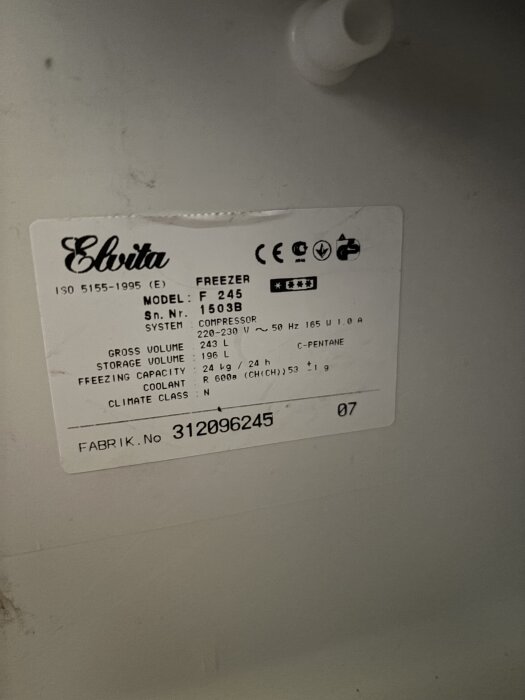 Elvita
CE
ISO 5155-1995 (E) FREEZER
MODEL: F 245
Sn. Nr. 1503B
SYSTEM : COMPRESSOR
220-230 V ~ 50 Hz 165 W 1.0 A
GROSS VOLUME : 243 L C-PENTANE
STORAGE VOLUME : 196 L
FREEZING CAPACITY : 24 kg / 24 h
COOLANT : R 600a (CH(CH))53 ± 1 g
CLIMATE CLASS : N
FABRIK.No 312096245 07